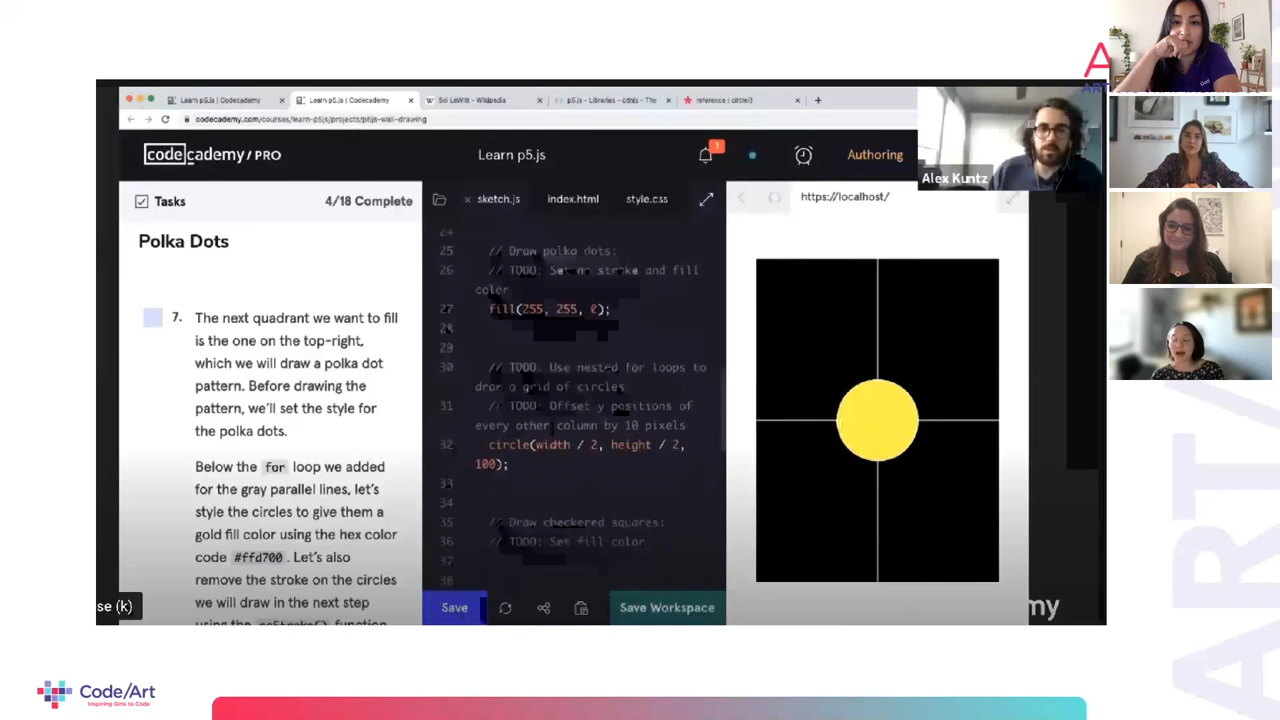 Learn p5.js | Codecademy
Learn p5.js | Codecademy
Sol LeWitt - Wikipedia
p5.js - Libraries - cdnjs - The
reference | circle()
codecademy.com/courses/learn-p5js/projects/p5js-wall-drawing
codecademy / PRO
Learn p5.js
1
Authoring
Alex Kuntz
Tasks
4/18 Complete
Polka Dots
7. The next quadrant we want to fill
is the one on the top-right,
which we will draw a polka dot
pattern. Before drawing the
pattern, we'll set the style for
the polka dots.
Below the for loop we added
for the gray parallel lines, let's
style the circles to give them a
gold fill color using the hex color
code #ffd700. Let's also
remove the stroke on the circles
we will draw in the next step
using the noStroke() function
se (k)
sketch.js
index.html
style.css
24
25 // Draw polka dots:
26 // TODO: Set no stroke and fill
color
27 fill(255, 255, 0);
28
29
30 // TODO: Use nested for loops to
draw a grid of circles
31 // TODO: Offset y positions of
every other column by 10 pixels
32 circle(width / 2, height / 2,
100);
33
34
35 // Draw checkered squares:
36 // TODO: Set fill color
37
38
Save
Save Workspace
https://localhost/
my
Code/Art
Inspiring Girls to Code
ART/